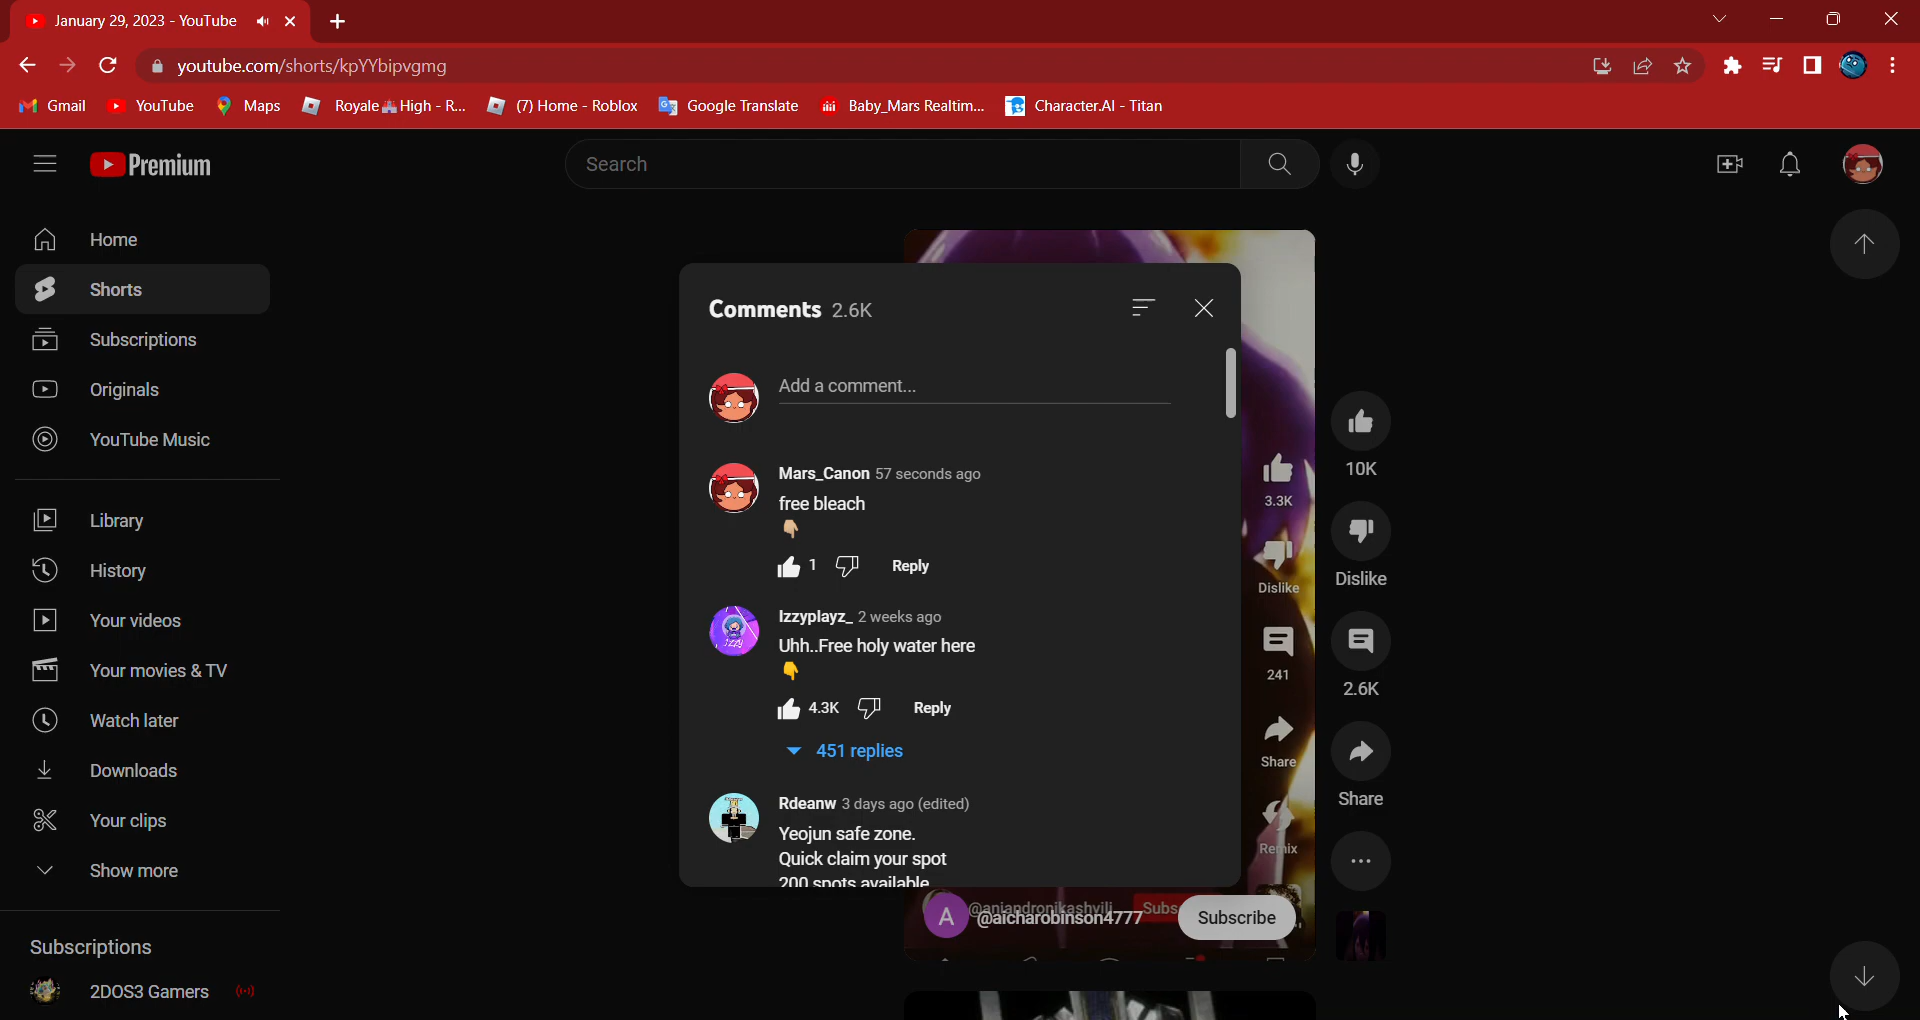 January 29, 2023 - YouTube
youtube.com/shorts/kpYYbipvgmg
Gmail YouTube Maps Royale🏰High - R... (7) Home - Roblox Google Translate Baby_Mars Realtim... Character.AI - Titan
Premium
Search
Home
Shorts
Subscriptions
Originals
YouTube Music
Library
History
Your videos
Your movies & TV
Watch later
Downloads
Your clips
Show more
Subscriptions
2DOS3 Gamers
Comments 2.6K
Add a comment...
Mars_Canon 57 seconds ago
free bleach
👇🏼
1 Reply
Izzyplayz_ 2 weeks ago
Uhh..Free holy water here
👇
4.3K Reply
451 replies
Rdeanw 3 days ago (edited)
Yeojun safe zone.
Quick claim your spot
200 spots available
3.3K
Dislike
241
Share
Remix
10K
Dislike
2.6K
Share
@aniandronikashvili Subs
A @aicharobinson4777 Subscribe